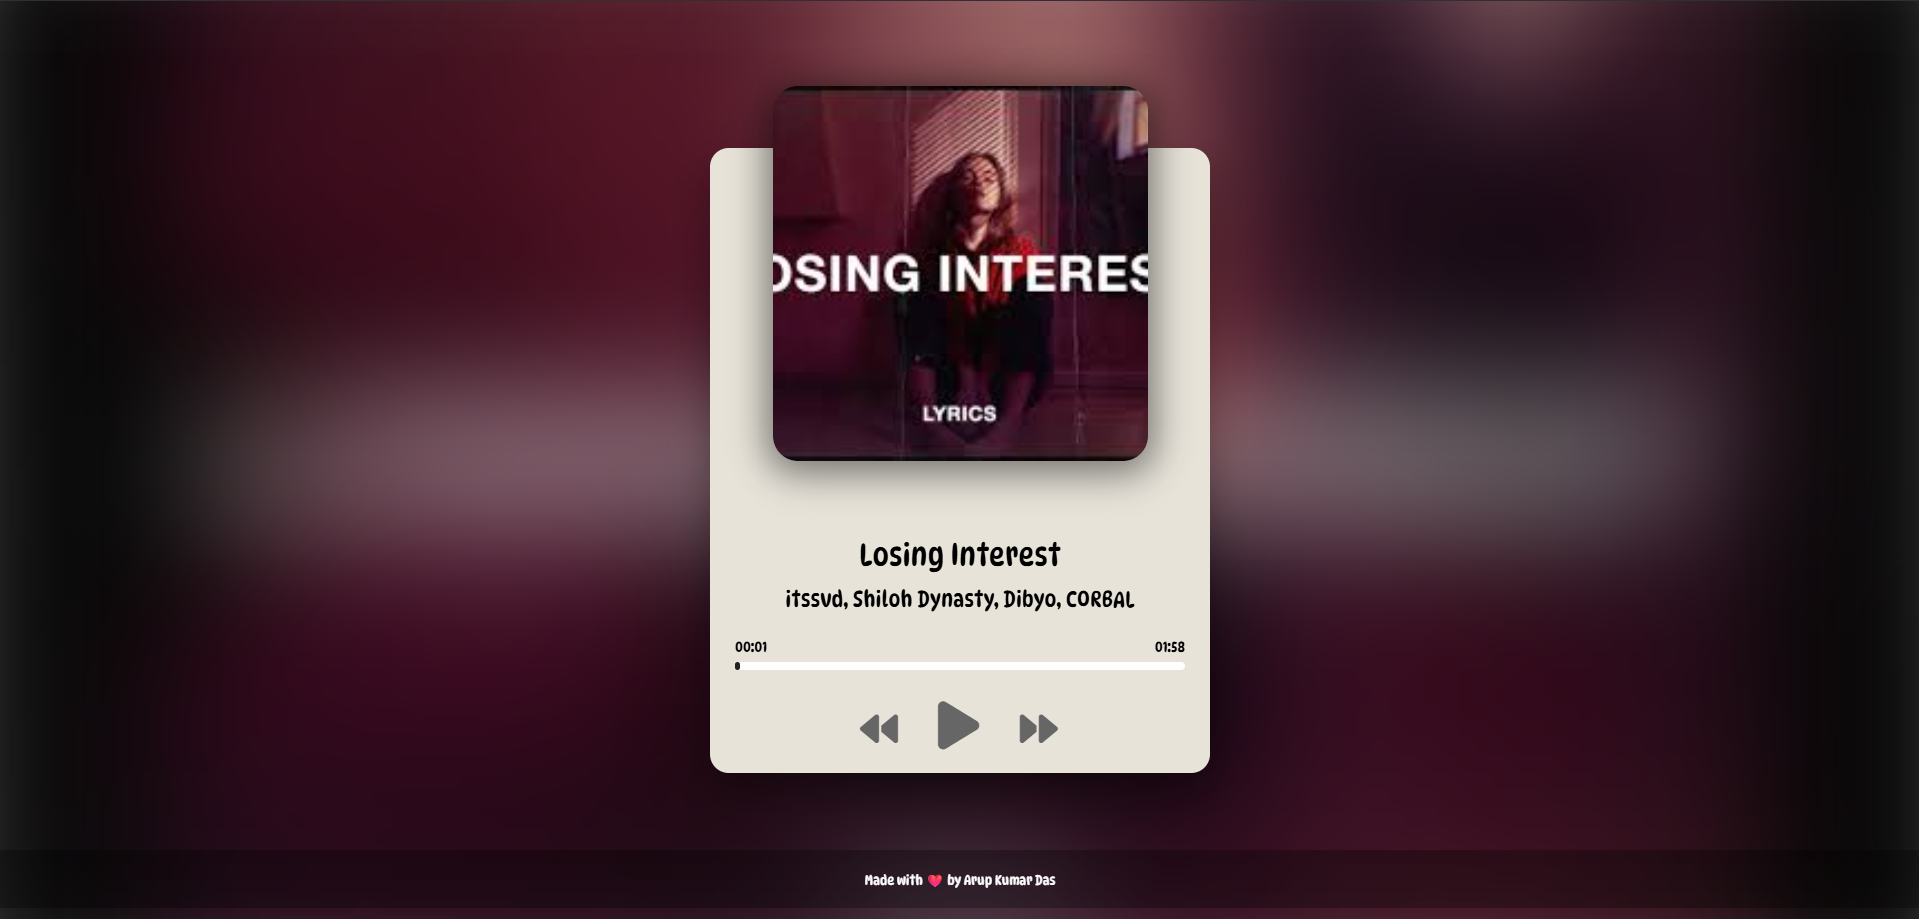 OSING INTERES
LYRICS
Losing Interest
itssvd, Shiloh Dynasty, Dibyo, CORBAL
00:01 01:58
Made with ❤️ by Arup Kumar Das